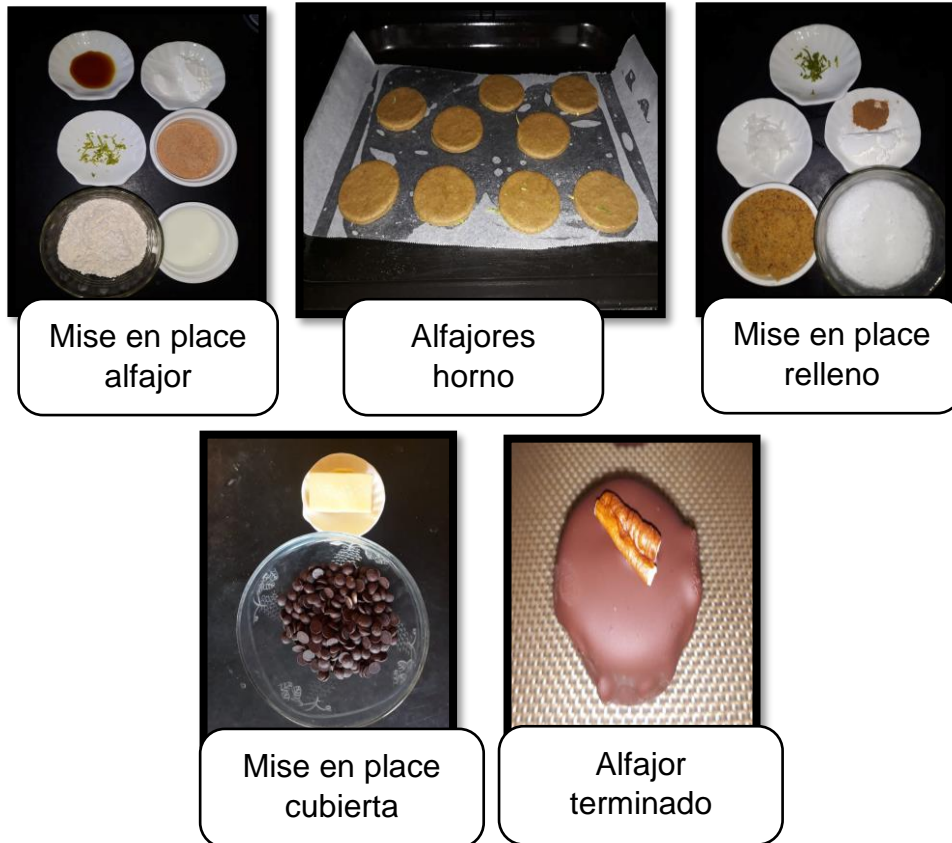 Mise en place
alfajor
Alfajores
horno
Mise en place
relleno
Mise en place
cubierta
Alfajor
terminado